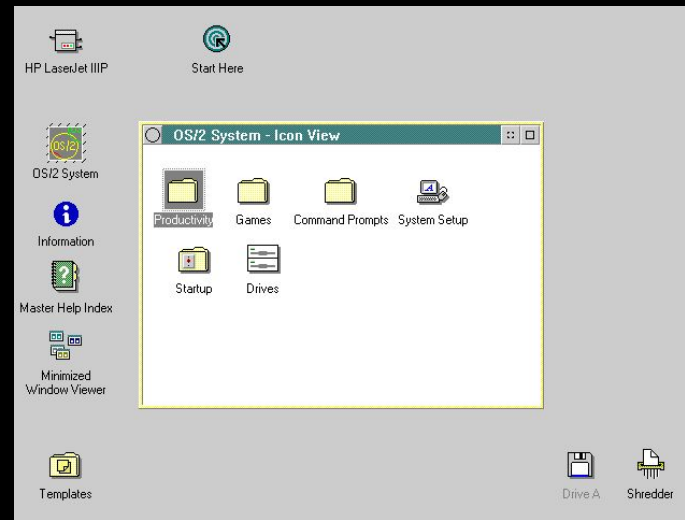 HP LaserJet IIIP
Start Here
OS/2
OS/2 System
OS/2 System - Icon View
Productivity
Games
Command Prompts
System Setup
Startup
Drives
Information
Master Help Index
Minimized
Window Viewer
Templates
Drive A
Shredder